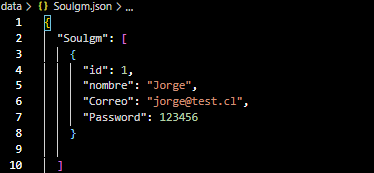 data > {} Soulgm.json > ...
1 {
2 "Soulgm": [
3 {
4 "id": 1,
5 "nombre": "Jorge",
6 "Correo": "jorge@test.cl",
7 "Password": 123456
8 }
9
10 ]